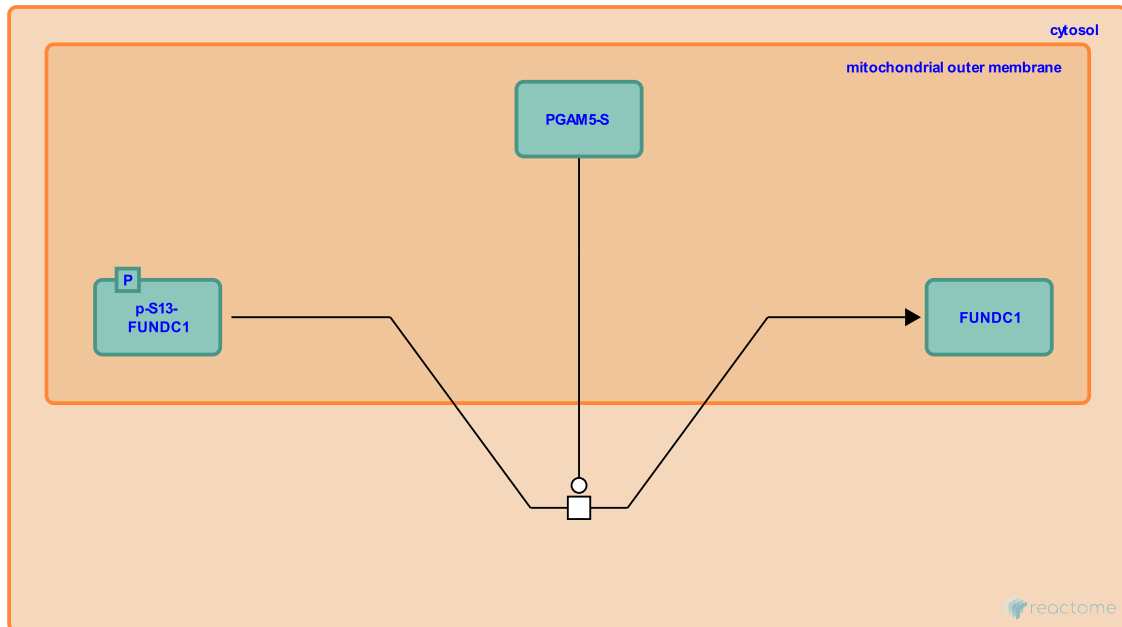 cytosol
mitochondrial outer membrane
PGAM5-S
P
p-S13-
FUNDC1
FUNDC1
reactome